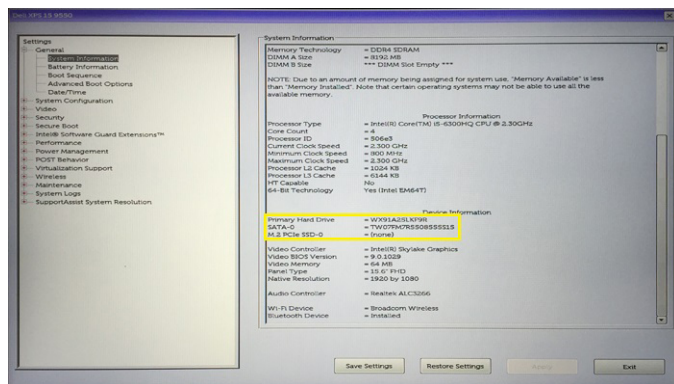 Dell XPS 15 9550
Settings
General
System Information
Battery Information
Boot Sequence
Advanced Boot Options
Date/Time
System Configuration
Video
Security
Secure Boot
Intel® Software Guard Extensions™
Performance
Power Management
POST Behavior
Virtualization Support
Wireless
Maintenance
System Logs
SupportAssist System Resolution
System Information
Memory Technology = DDR4 SDRAM
DIMM A Size = 8192 MB
DIMM B Size *** DIMM Slot Empty ***
NOTE: Due to an amount of memory being assigned for system use, "Memory Available" is less
than "Memory Installed". Note that certain operating systems may not be able to use all the
available memory.
Processor Information
Processor Type = Intel(R) Core(TM) i5-6300HQ CPU @ 2.30GHz
Core Count = 4
Processor ID = 506e3
Current Clock Speed = 2.300 GHz
Minimum Clock Speed = 800 MHz
Maximum Clock Speed = 2.300 GHz
Processor L2 Cache = 1024 KB
Processor L3 Cache = 6144 KB
HT Capable No
64-Bit Technology Yes (Intel EM64T)
Device Information
Primary Hard Drive =
SATA-0 =
M.2 PCIe SSD-0 = (none)
Video Controller = Intel(R) Skylake Graphics
Video BIOS Version = 9.0.1029
Video Memory = 64 MB
Panel Type = 15.6" FHD
Native Resolution = 1920 by 1080
Audio Controller = Realtek ALC3266
Wi-Fi Device = Broadcom Wireless
Bluetooth Device = Installed
Save Settings
Restore Settings
Apply
Exit